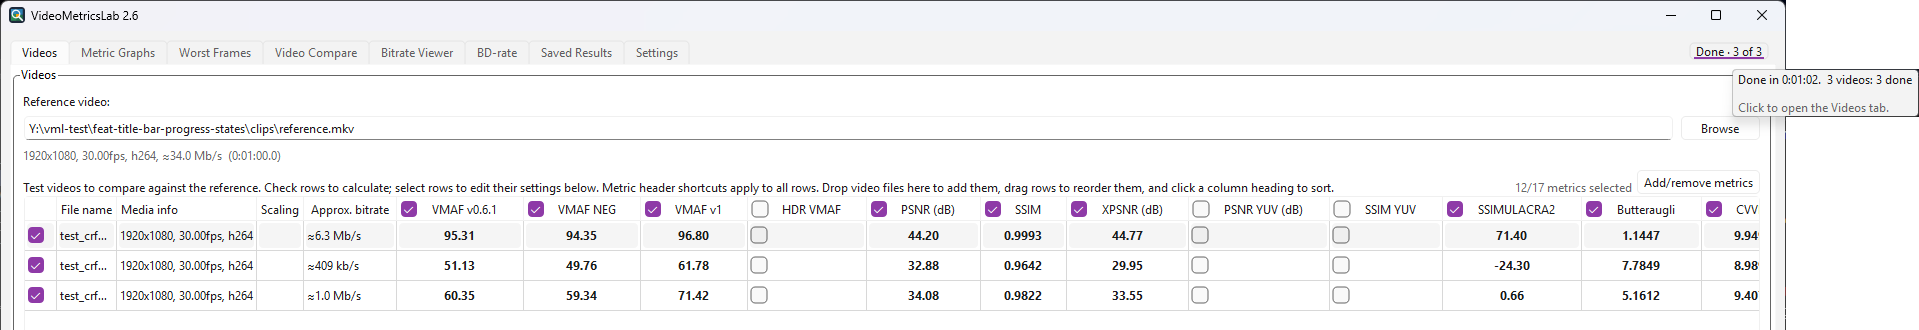 VideoMetricsLab 2.6
Videos Metric Graphs Worst Frames Video Compare Bitrate Viewer BD-rate Saved Results Settings Done · 3 of 3
Videos
Done in 0:01:02. 3 videos: 3 done
Click to open the Videos tab.
Reference video:
Y:\vml-test\feat-title-bar-progress-states\clips\reference.mkv Browse
1920x1080, 30.00fps, h264, ≈34.0 Mb/s (0:01:00.0)
Test videos to compare against the reference. Check rows to calculate; select rows to edit their settings below. Metric header shortcuts apply to all rows. Drop video files here to add them, drag rows to reorder them, and click a column heading to sort. 12/17 metrics selected Add/remove metrics
File name Media info Scaling Approx. bitrate VMAF v0.6.1 VMAF NEG VMAF v1 HDR VMAF PSNR (dB) SSIM XPSNR (dB) PSNR YUV (dB) SSIM YUV SSIMULACRA2 Butteraugli CVV
test_crf... 1920x1080, 30.00fps, h264 ≈6.3 Mb/s 95.31 94.35 96.80 44.20 0.9993 44.77 71.40 1.1447 9.94
test_crf... 1920x1080, 30.00fps, h264 ≈409 kb/s 51.13 49.76 61.78 32.88 0.9642 29.95 -24.30 7.7849 8.98
test_crf... 1920x1080, 30.00fps, h264 ≈1.0 Mb/s 60.35 59.34 71.42 34.08 0.9822 33.55 0.66 5.1612 9.40